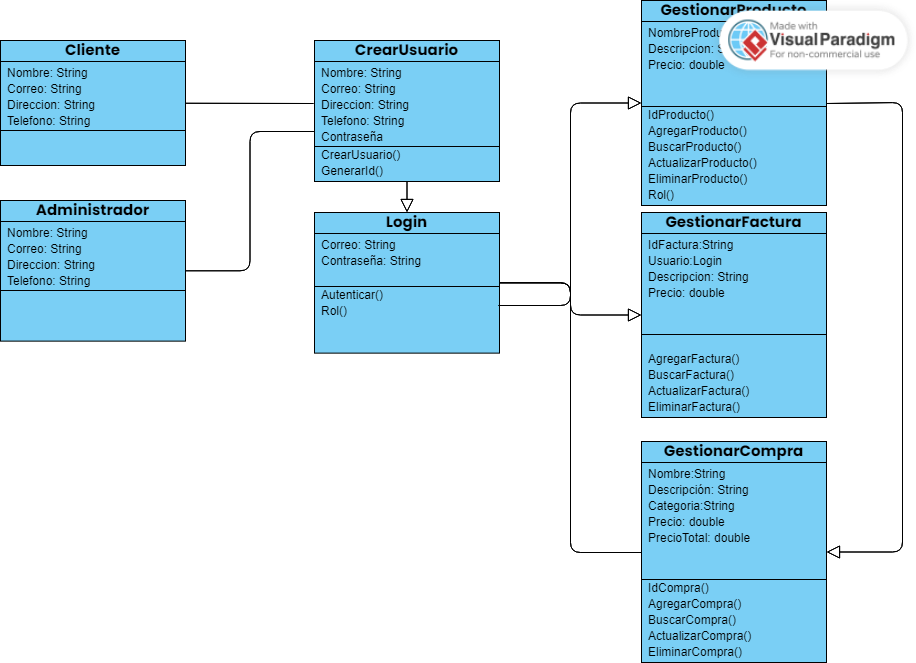 Cliente
Nombre: String
Correo: String
Direccion: String
Telefono: String
Administrador
Nombre: String
Correo: String
Direccion: String
Telefono: String
CrearUsuario
Nombre: String
Correo: String
Direccion: String
Telefono: String
Contraseña
CrearUsuario()
GenerarId()
Login
Correo: String
Contraseña: String
Autenticar()
Rol()
GestionarProducto
Descripcion:
Precio: double
IdProducto()
AgregarProducto()
BuscarProducto()
ActualizarProducto()
EliminarProducto()
Rol()
Made with
Visual Paradigm
For non-commercial use
GestionarFactura
IdFactura:String
Usuario:Login
Descripcion: String
Precio: double
AgregarFactura()
BuscarFactura()
ActualizarFactura()
EliminarFactura()
GestionarCompra
Nombre:String
Descripción: String
Categoria:String
Precio: double
PrecioTotal: double
IdCompra()
AgregarCompra()
BuscarCompra()
ActualizarCompra()
EliminarCompra()